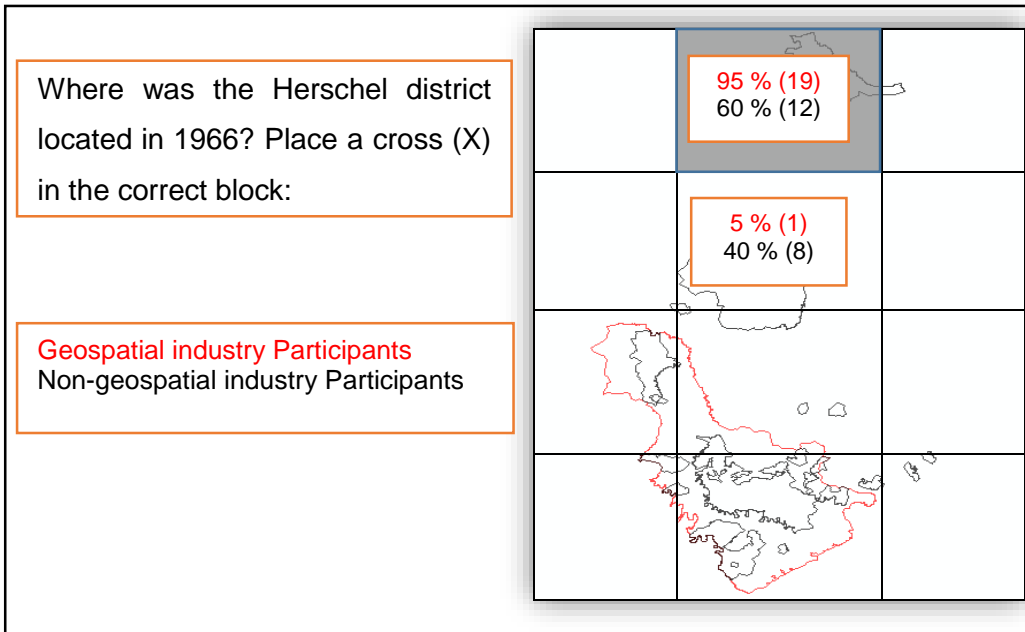 Where was the Herschel district
located in 1966? Place a cross (X)
in the correct block:
Geospatial industry Participants
Non-geospatial industry Participants
95 % (19)
60 % (12)
5 % (1)
40 % (8)